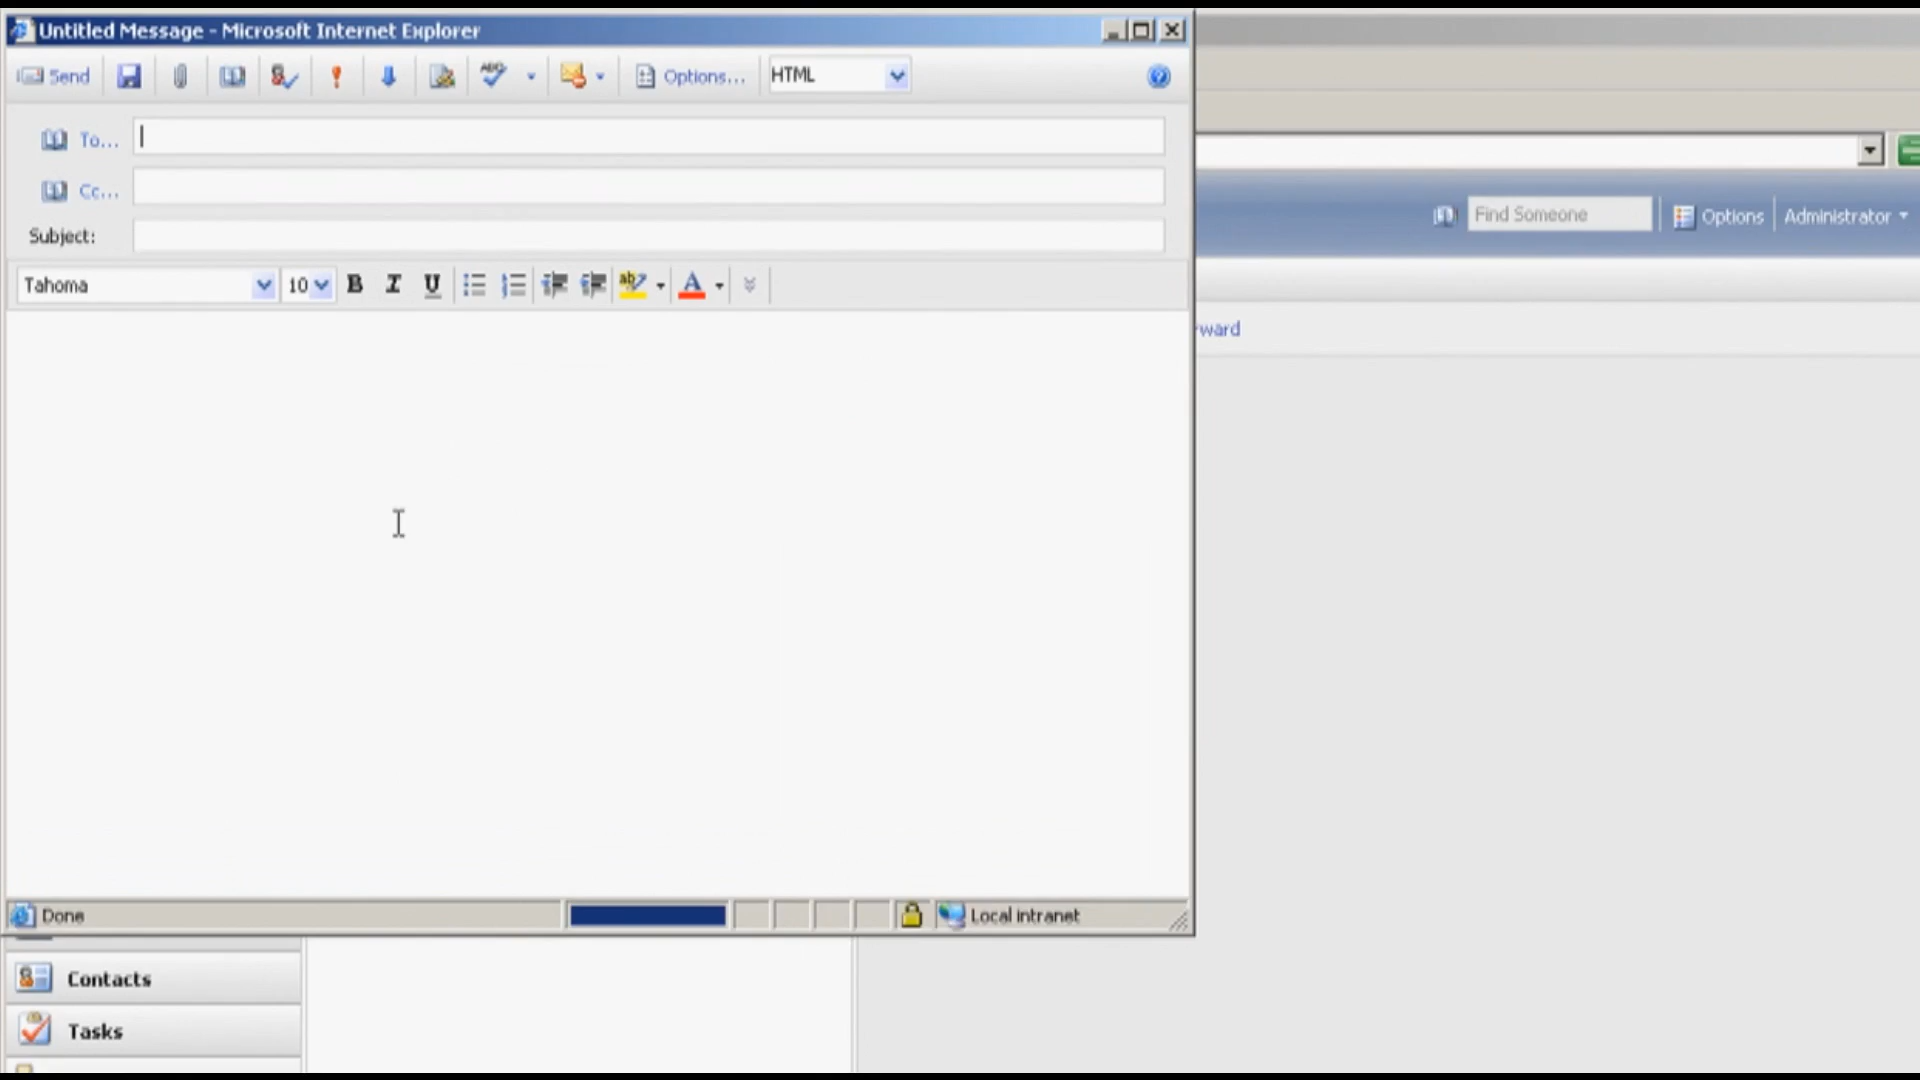 Untitled Message - Microsoft Internet Explorer
Send
Options...
HTML
To...
Cc...
Subject:
Tahoma
10
B I U
ward
Find Someone
Options
Administrator
Done
Local intranet
Contacts
Tasks